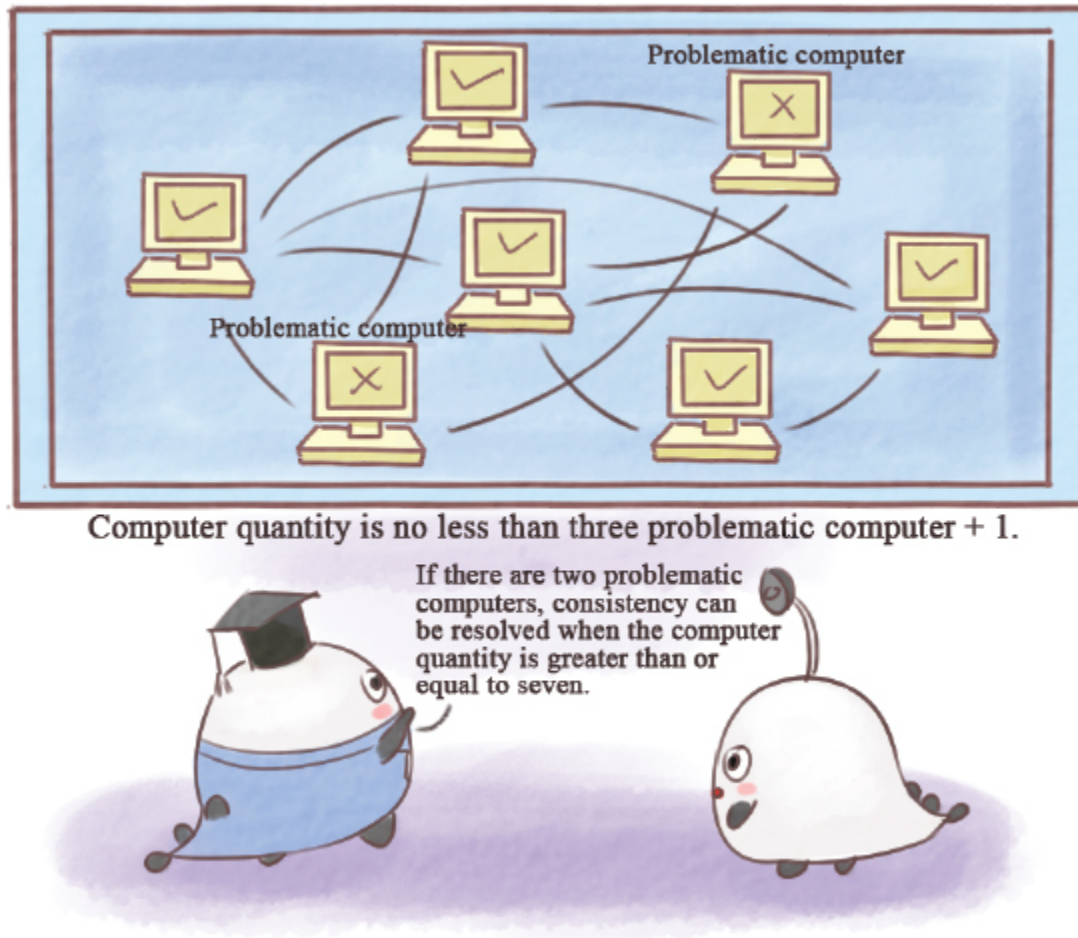 Problematic computer
Problematic computer
Computer quantity is no less than three problematic computer + 1.
If there are two problematic
computers, consistency can
be resolved when the computer
quantity is greater than or
equal to seven.